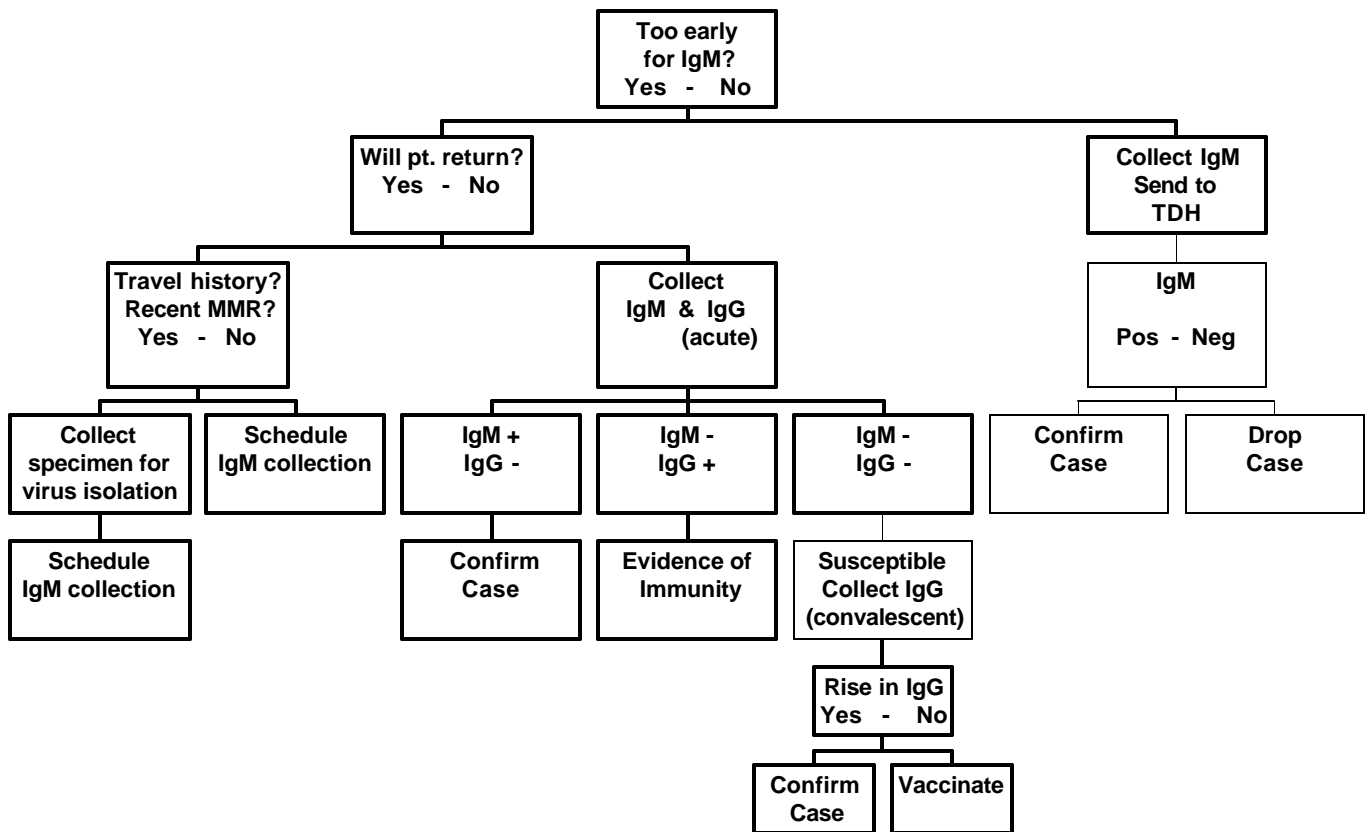 Too early
for IgM?
Yes - No
Will pt. return?
Yes - No
Collect IgM
Send to
TDH
Travel history?
Recent MMR?
Yes - No
Collect
IgM & IgG
(acute)
IgM
Pos - Neg
Collect
specimen for
virus isolation
Schedule
IgM collection
IgM +
IgG -
IgM -
IgG +
IgM -
IgG -
Confirm
Case
Drop
Case
Schedule
IgM collection
Confirm
Case
Evidence of
Immunity
Susceptible
Collect IgG
(convalescent)
Rise in IgG
Yes - No
Confirm
Case
Vaccinate